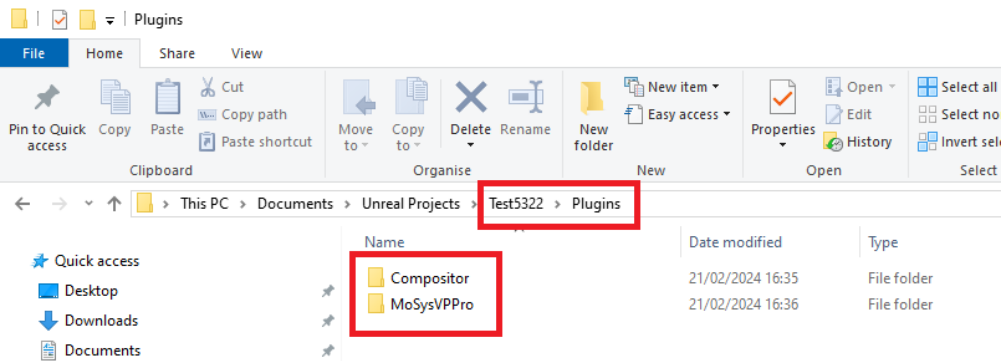 Plugins
File Home Share View
Pin to Quick access
Copy
Paste
Cut
Copy path
Paste shortcut
Clipboard
Move to
Copy to
Delete
Rename
Organise
New folder
New item
Easy access
New
Properties
Open
Edit
History
Open
Select all
Select no
Invert sele
Select
This PC > Documents > Unreal Projects > Test5322 > Plugins
Name Date modified Type
Quick access
Desktop
Downloads
Documents
Compositor 21/02/2024 16:35 File folder
MoSysVPPro 21/02/2024 16:36 File folder